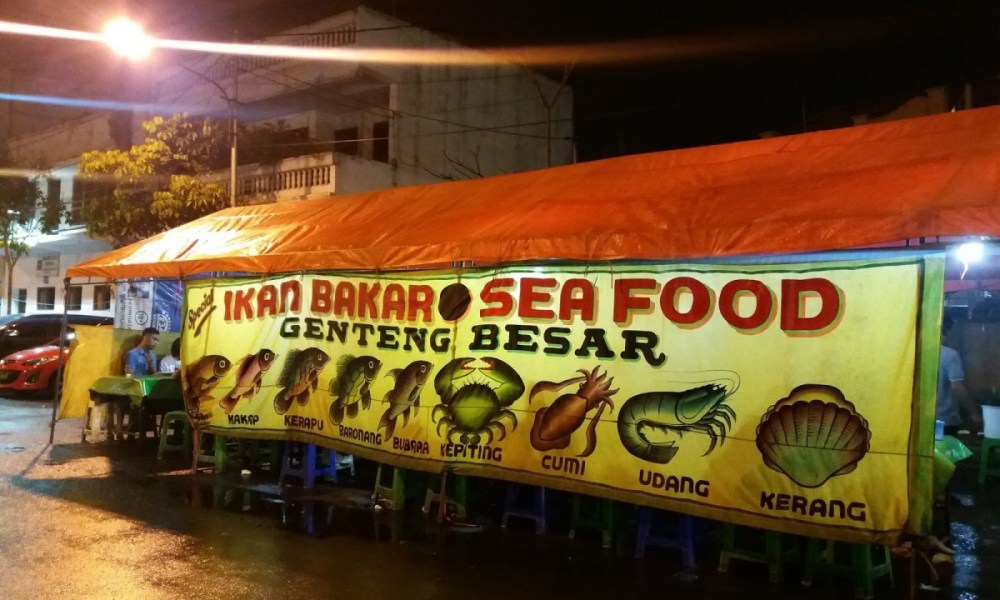 Special IKAN BAKAR SEA FOOD
GENTENG BESAR
KAKAP KERAPU BARONANG BUBARA KEPITING CUMI UDANG KERANG